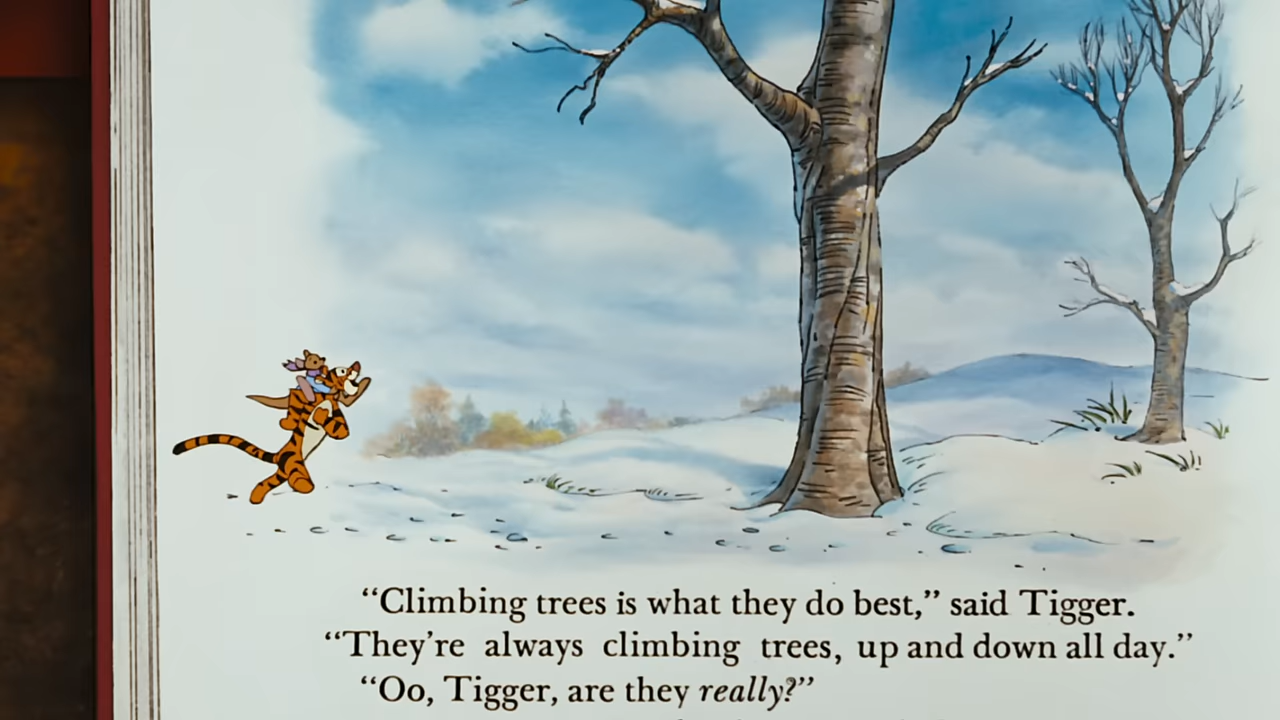 “Climbing trees is what they do best,” said Tigger.
“They’re always climbing trees, up and down all day.”
“Oo, Tigger, are they really?”